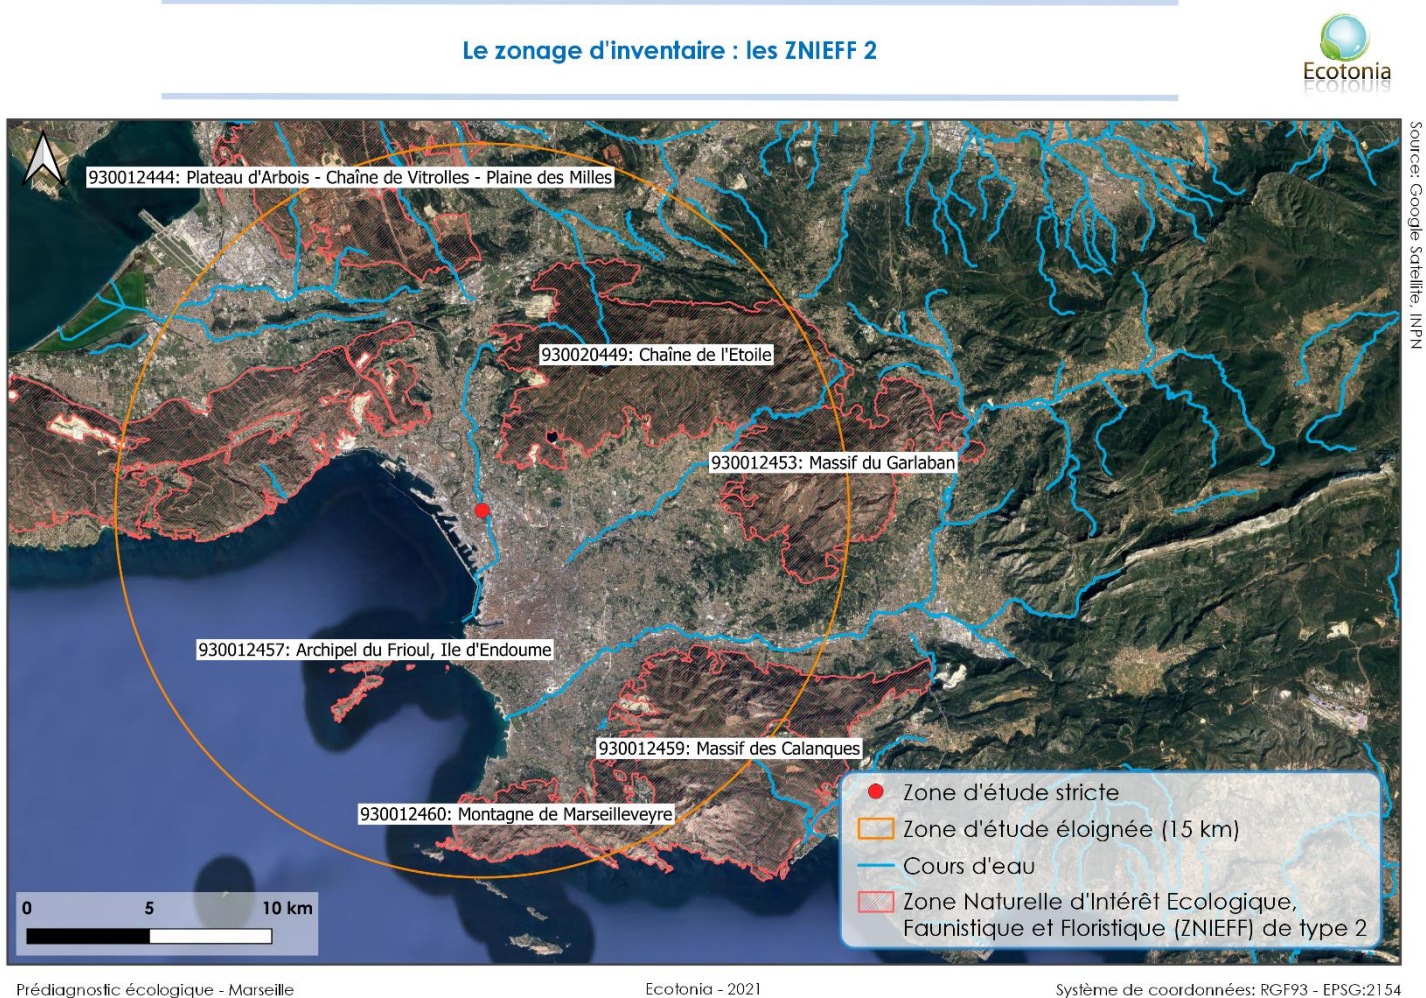 Le zonage d'inventaire : les ZNIEFF 2
Ecotonia
Source: Google Satellite, INPN
930012444: Plateau d'Arbois - Chaîne de Vitrolles - Plaine des Milles
930020449: Chaîne de l'Etoile
930012453: Massif du Garlaban
930012457: Archipel du Frioul, Ile d'Endoume
930012459: Massif des Calanques
930012460: Montagne de Marseilleveyre
Zone d'étude stricte
Zone d'étude éloignée (15 km)
Cours d'eau
Zone Naturelle d'Intérêt Ecologique,
Faunistique et Floristique (ZNIEFF) de type 2
0 5 10 km
Prédiagnostic écologique - Marseille
Ecotonia - 2021
Système de coordonnées: RGF93 - EPSG:2154